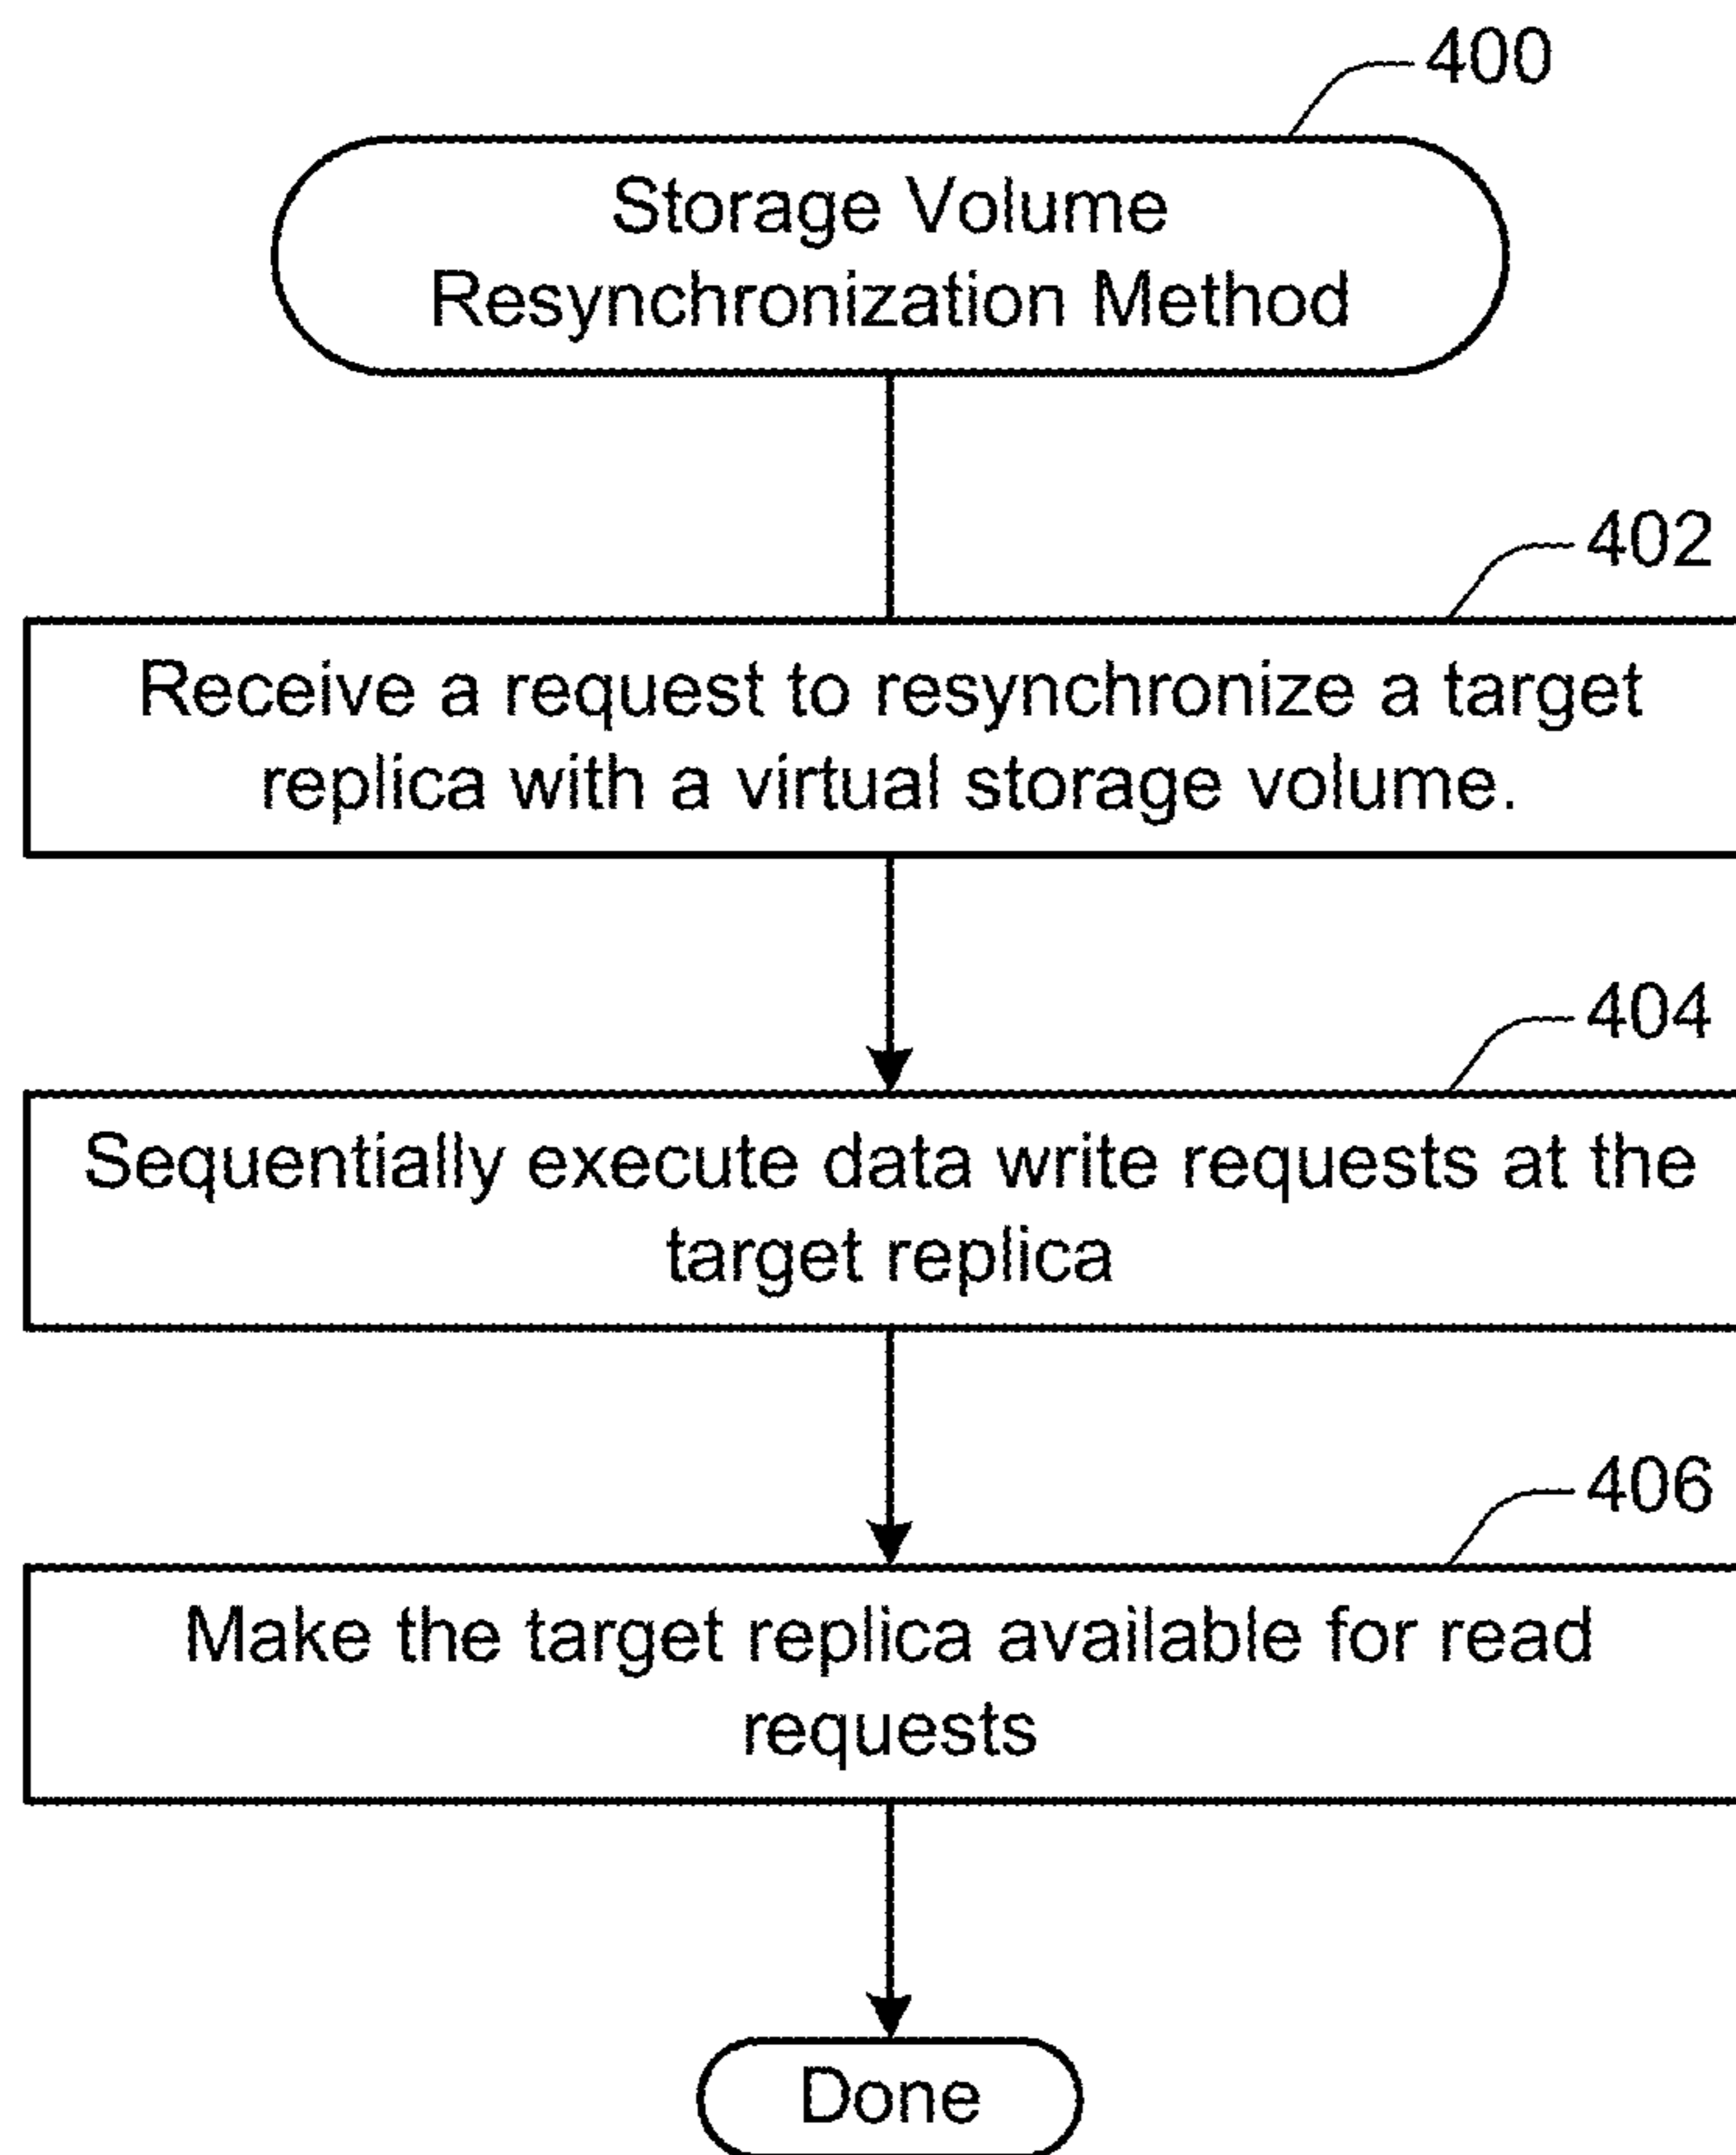 400
Storage Volume
Resynchronization Method
402
Receive a request to resynchronize a target
replica with a virtual storage volume.
404
Sequentially execute data write requests at the
target replica
406
Make the target replica available for read
requests
Done